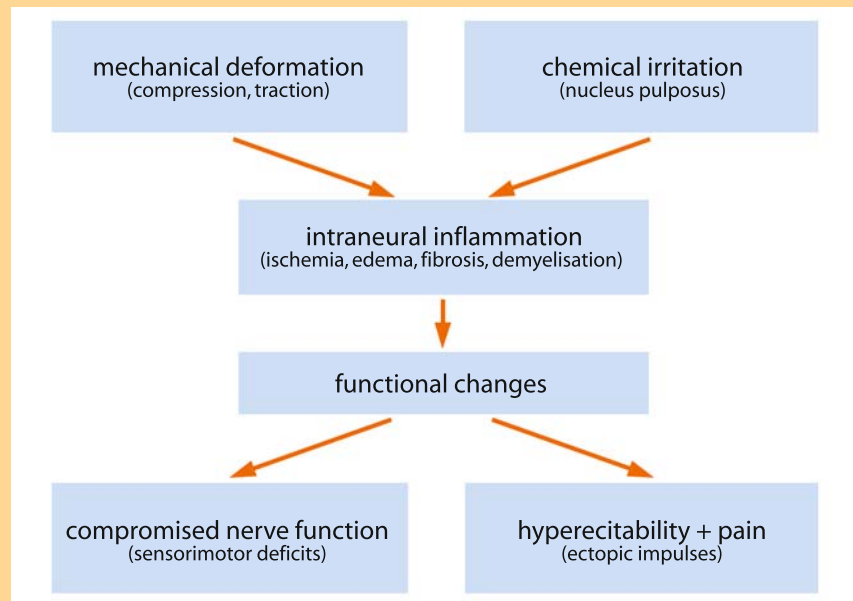 mechanical deformation
(compression, traction)
chemical irritation
(nucleus pulposus)
intraneural inflammation
(ischemia, edema, fibrosis, demyelisation)
functional changes
compromised nerve function
(sensorimotor deficits)
hyperecitability + pain
(ectopic impulses)